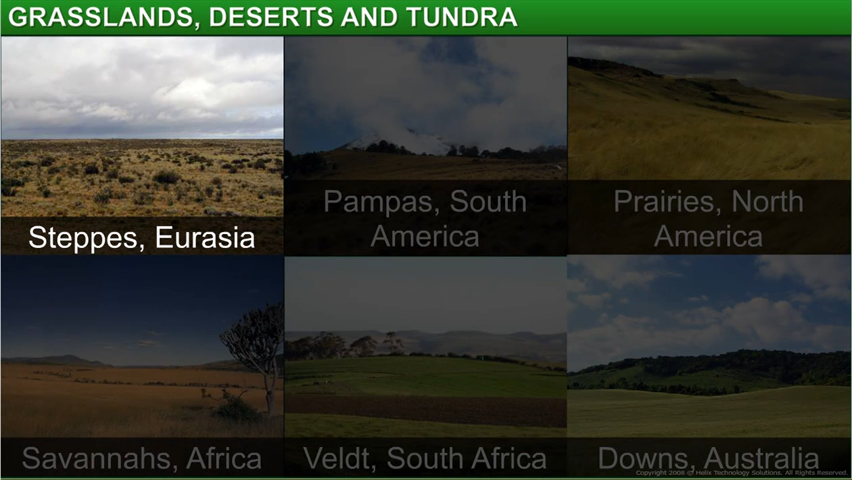 GRASSLANDS, DESERTS AND TUNDRA
Steppes, Eurasia
Pampas, South
America
Prairies, North
America
Savannahs, Africa
Veldt, South Africa
Downs, Australia
Copyright 2008 © Helix Technology Solutions. All Rights Reserved.